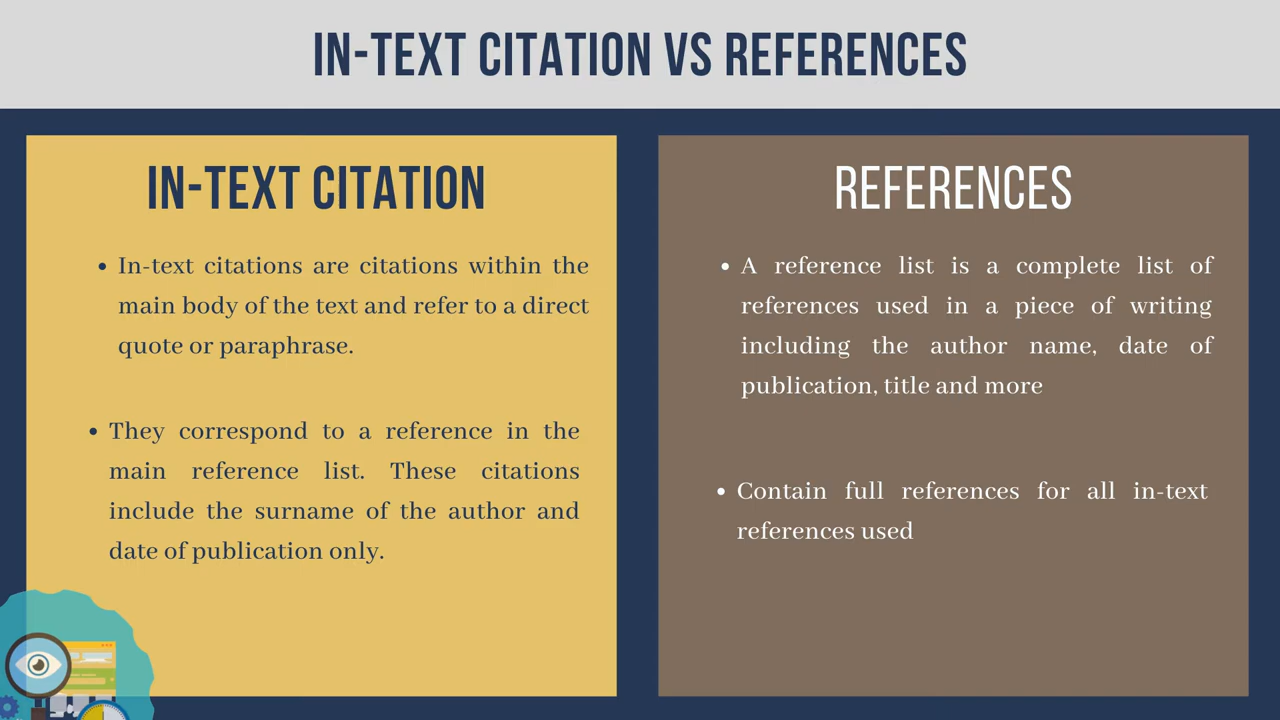 IN-TEXT CITATION VS REFERENCES
IN-TEXT CITATION
• In-text citations are citations within the
main body of the text and refer to a direct
quote or paraphrase.
• They correspond to a reference in the
main reference list. These citations
include the surname of the author and
date of publication only.
REFERENCES
• A reference list is a complete list of
references used in a piece of writing
including the author name, date of
publication, title and more
• Contain full references for all in-text
references used